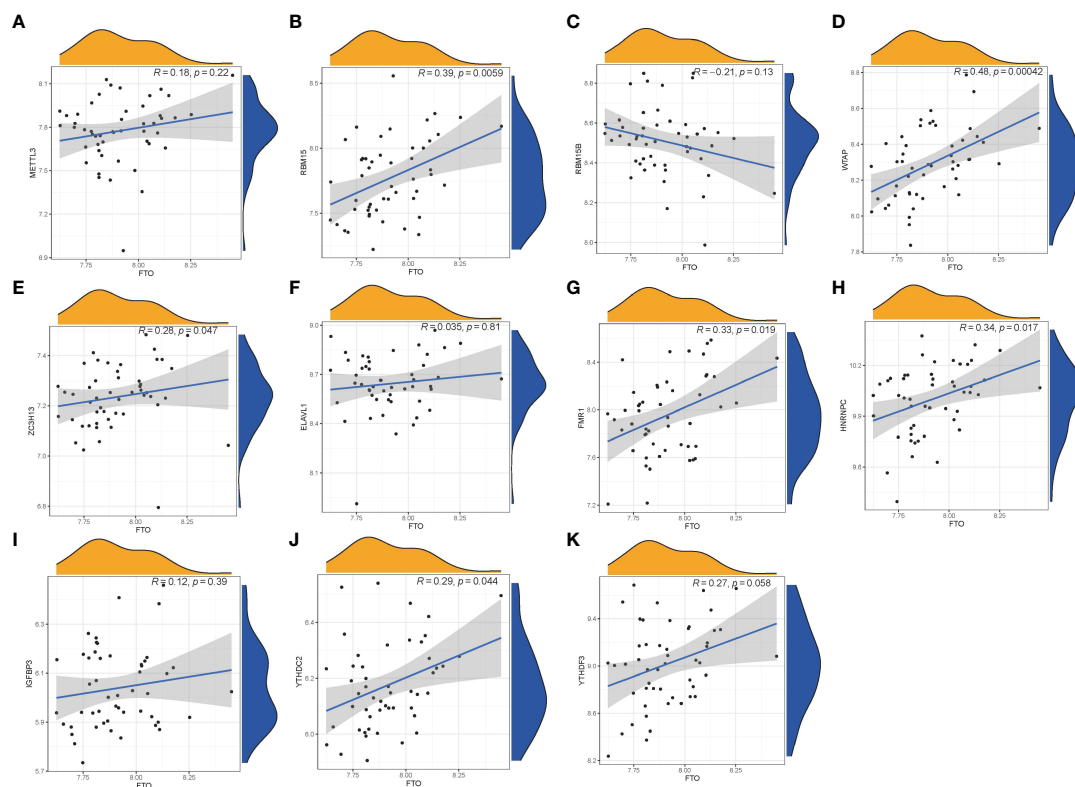 A
R = 0.18, p = 0.22
8.1
7.8
7.5
7.2
6.9
METTL3
7.75
8.00
8.25
FTO
B
R = 0.39, p = 0.0059
8.5
8.0
7.5
RBM15
7.75
8.00
8.25
FTO
C
R = −0.21, p = 0.13
8.8
8.6
8.4
8.2
8.0
RBM15B
7.75
8.00
8.25
FTO
D
R = 0.48, p = 0.00042
8.8
8.6
8.4
8.2
8.0
7.8
WTAP
7.75
8.00
8.25
FTO
E
R = 0.28, p = 0.047
7.4
7.2
7.0
6.8
ZC3H13
7.75
8.00
8.25
FTO
F
R = 0.035, p = 0.81
9.0
8.7
8.4
8.1
ELAVL1
7.75
8.00
8.25
FTO
G
R = 0.33, p = 0.019
8.4
8.0
7.6
7.2
FMR1
7.75
8.00
8.25
FTO
H
R = 0.34, p = 0.017
10.2
9.9
9.6
HNRNPC
7.75
8.00
8.25
FTO
I
R = 0.12, p = 0.39
6.3
6.1
5.9
5.7
IGFBP3
7.75
8.00
8.25
FTO
J
R = 0.29, p = 0.044
6.4
6.2
6.0
YTHDC2
7.75
8.00
8.25
FTO
K
R = 0.27, p = 0.058
9.4
9.0
8.6
8.2
YTHDF3
7.75
8.00
8.25
FTO